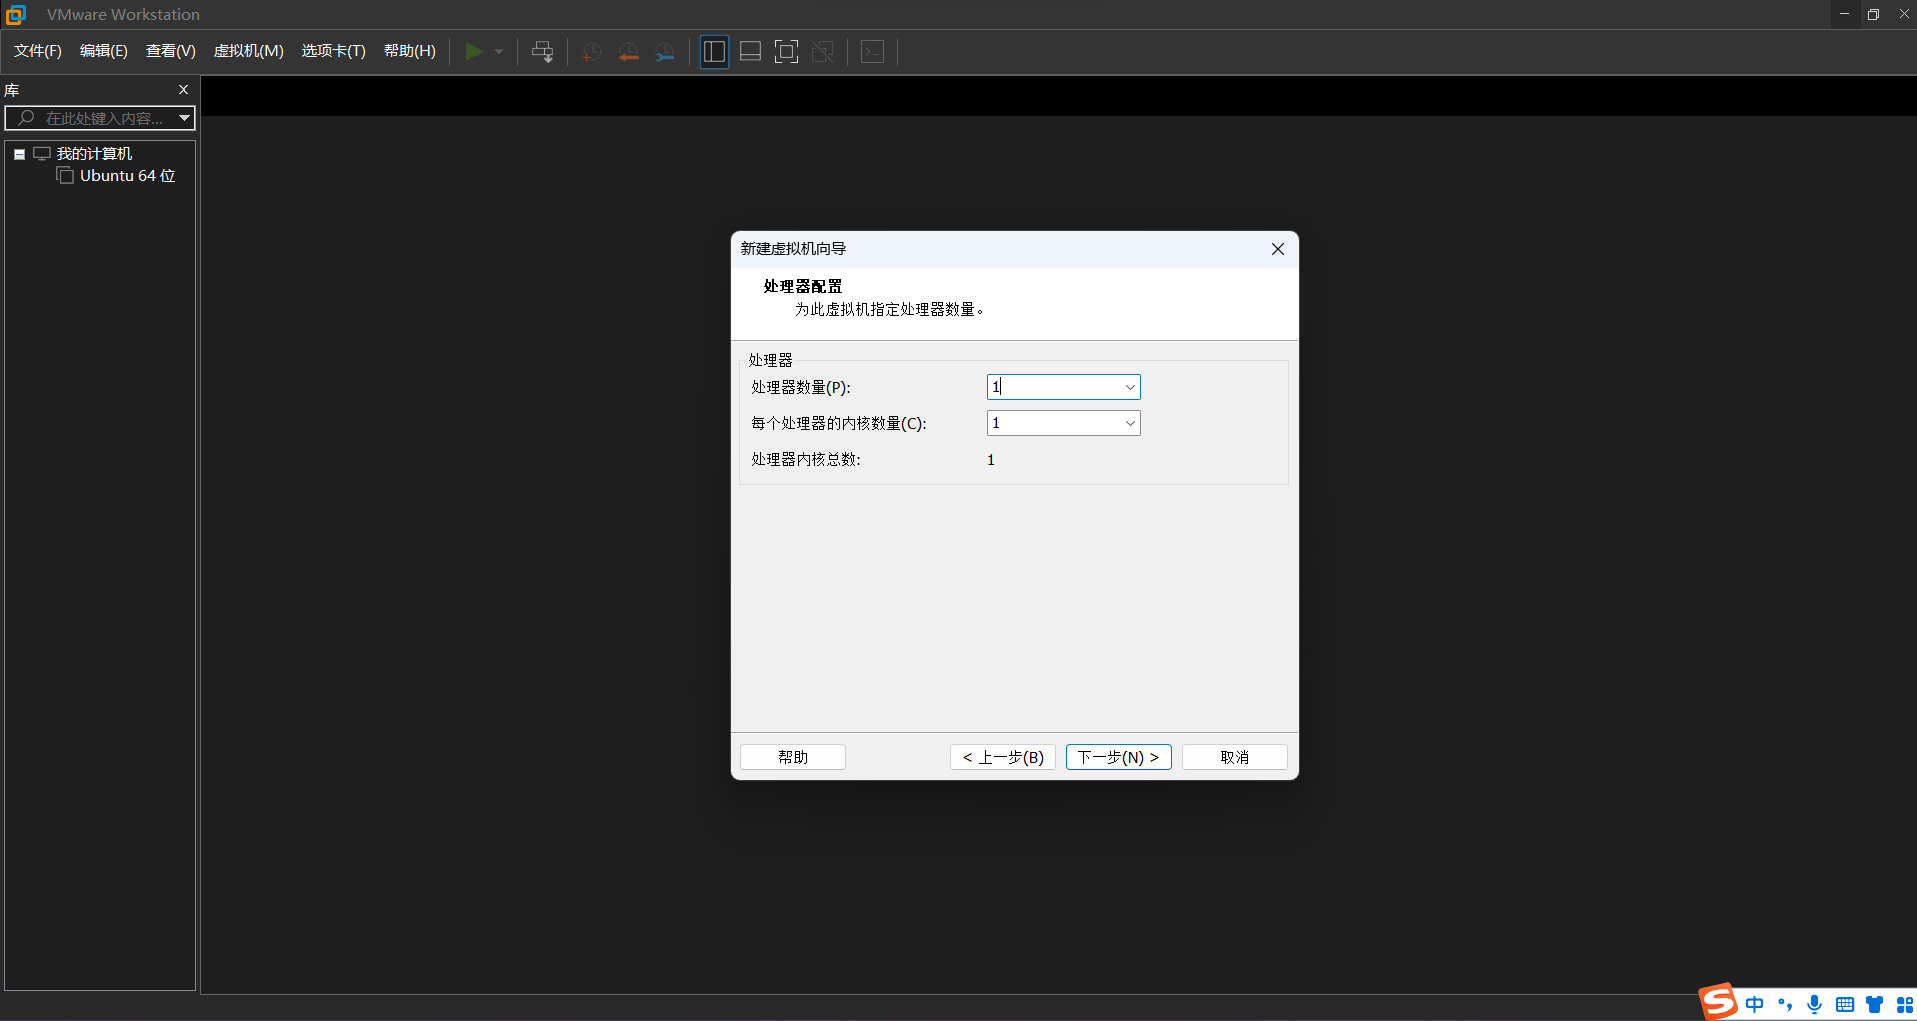 VMware Workstation
文件(F) 编辑(E) 查看(V) 虚拟机(M) 选项卡(T) 帮助(H)
库
在此处键入内容...
我的计算机
Ubuntu 64 位
新建虚拟机向导
处理器配置
为此虚拟机指定处理器数量。
处理器
处理器数量(P): 1
每个处理器的内核数量(C): 1
处理器内核总数: 1
帮助 < 上一步(B) 下一步(N) > 取消
S 中